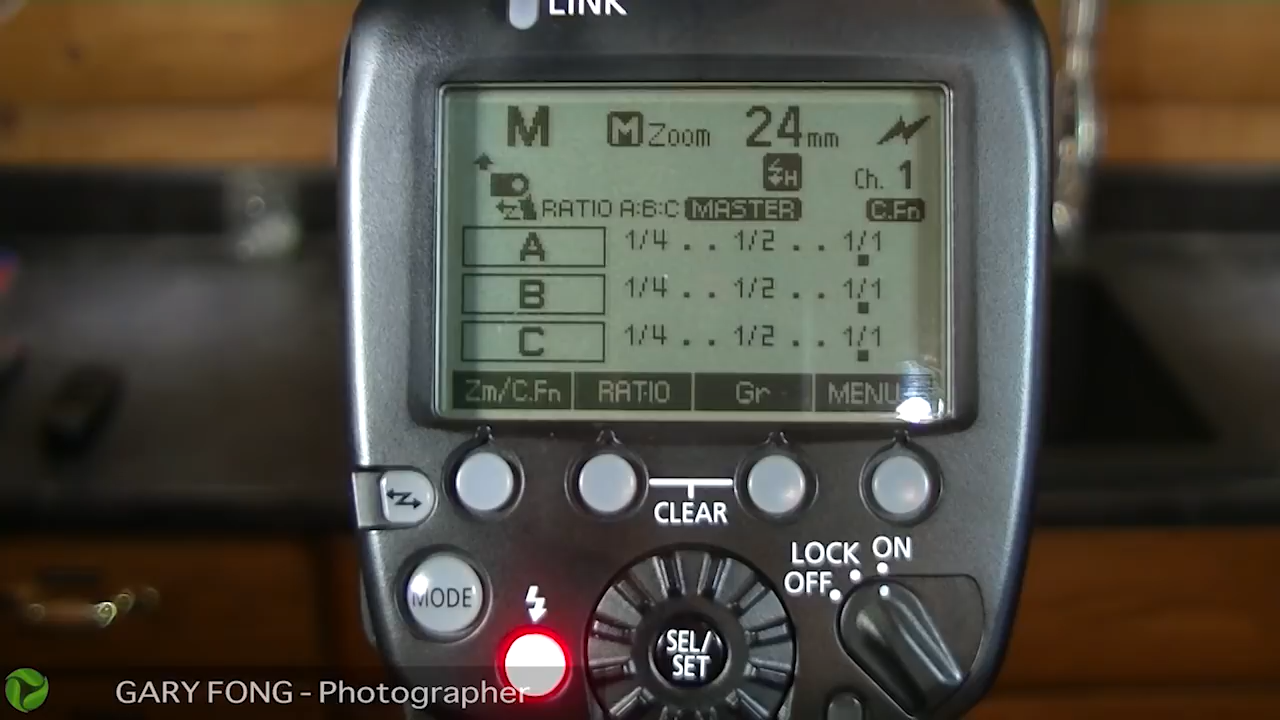 LINK
M M Zoom 24mm
H Ch. 1
RATIO A:B:C MASTER C.Fn
A 1/4 . . 1/2 . . 1/1
B 1/4 . . 1/2 . . 1/1
C 1/4 . . 1/2 . . 1/1
Zm/C.Fn RATIO Gr MENU
CLEAR
LOCK ON
OFF
MODE
SEL/
SET
GARY FONG - Photographer